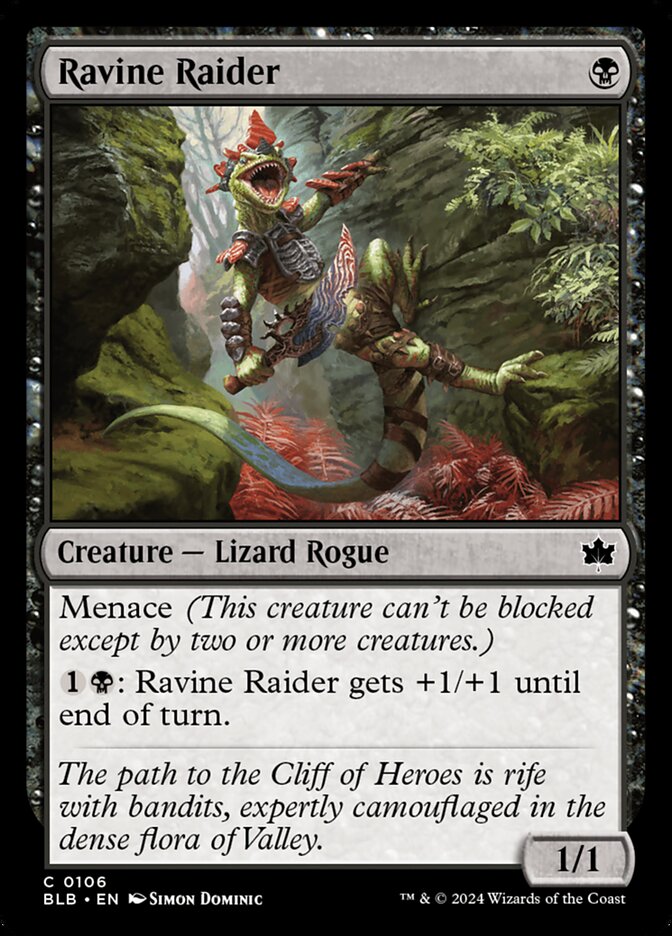 Ravine Raider
Creature — Lizard Rogue
Menace (This creature can't be blocked
except by two or more creatures.)
1: Ravine Raider gets +1/+1 until
end of turn.
The path to the Cliff of Heroes is rife
with bandits, expertly camouflaged in the
dense flora of Valley.
1/1
C 0106
BLB • EN Simon Dominic
™ & © 2024 Wizards of the Coast